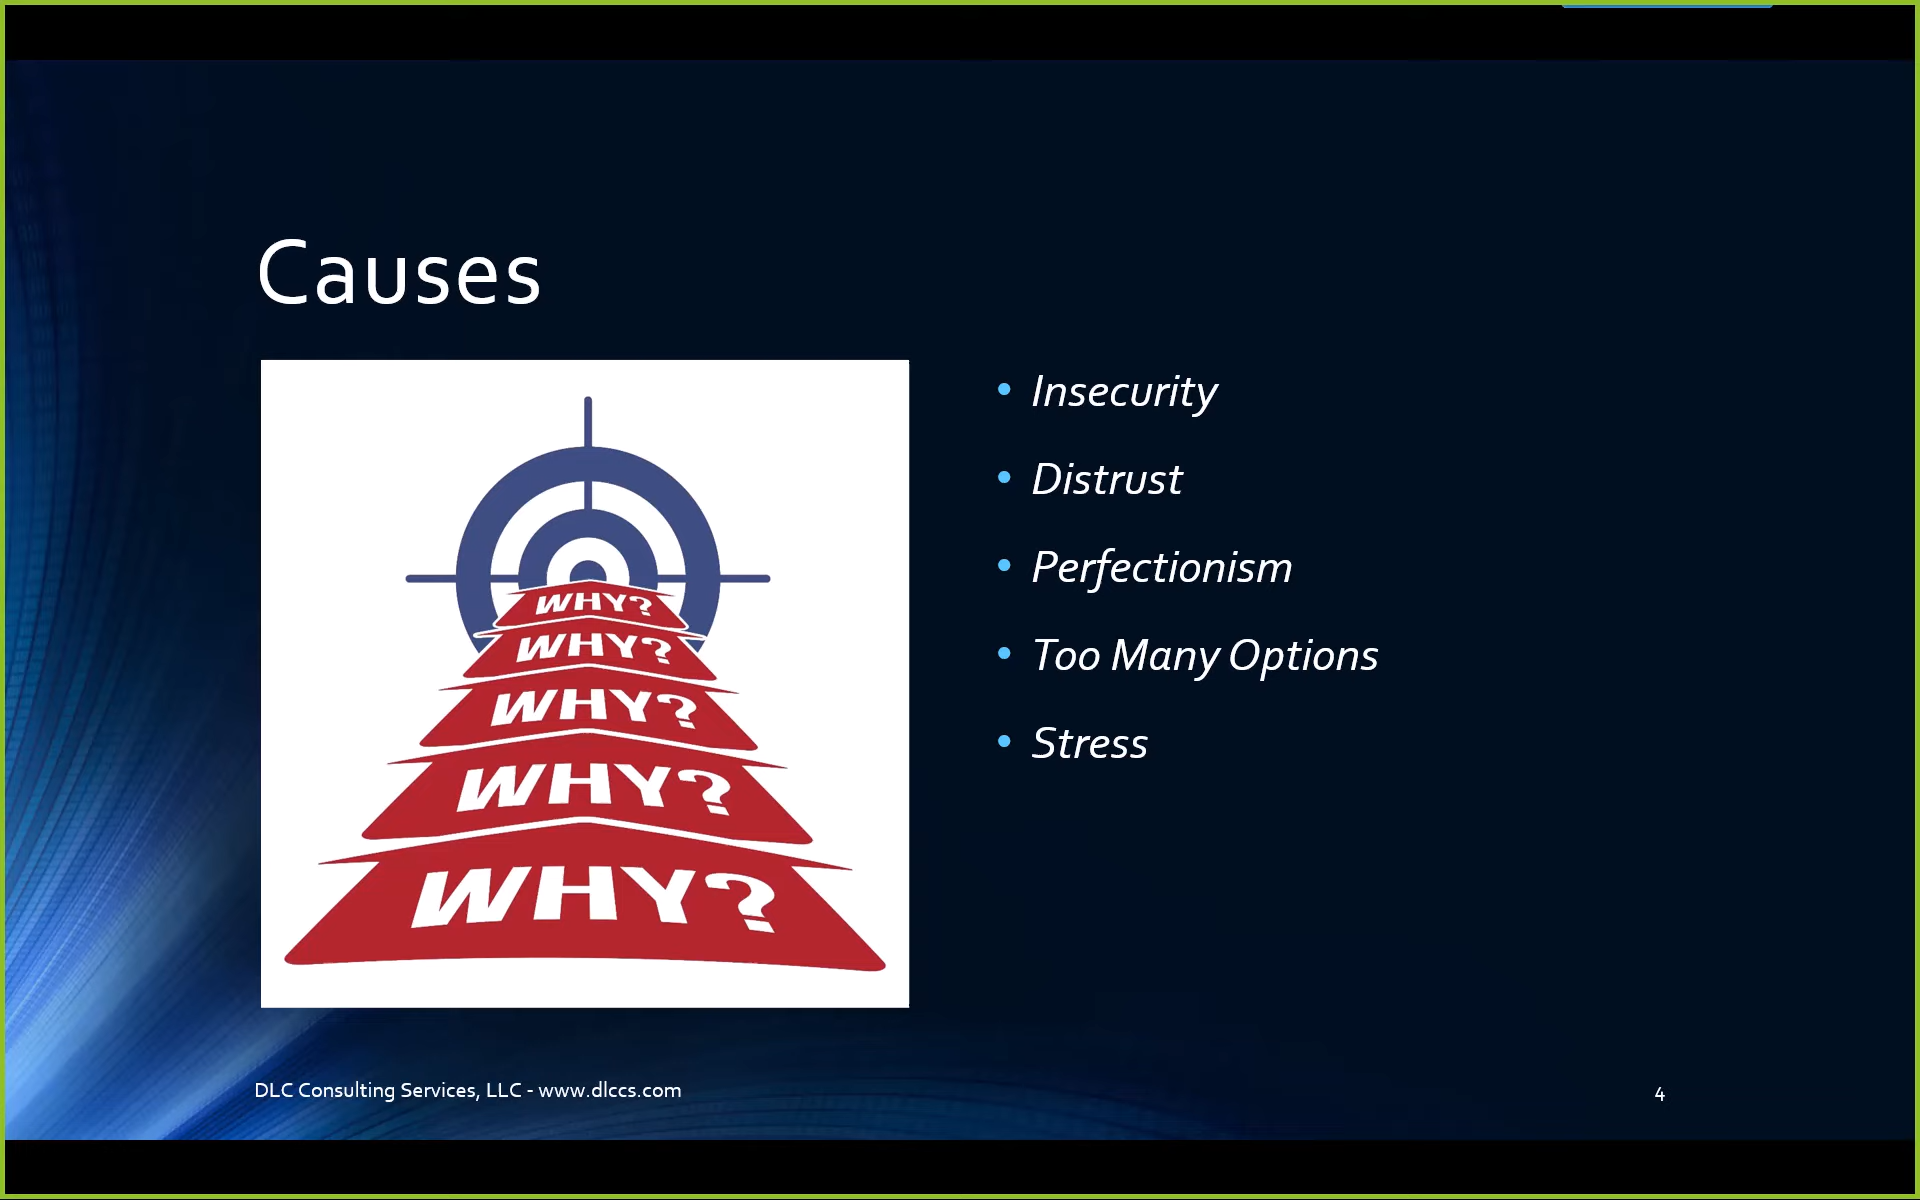 Causes
WHY?
WHY?
WHY?
WHY?
WHY?
• Insecurity
• Distrust
• Perfectionism
• Too Many Options
• Stress
DLC Consulting Services, LLC - www.dlccs.com
4